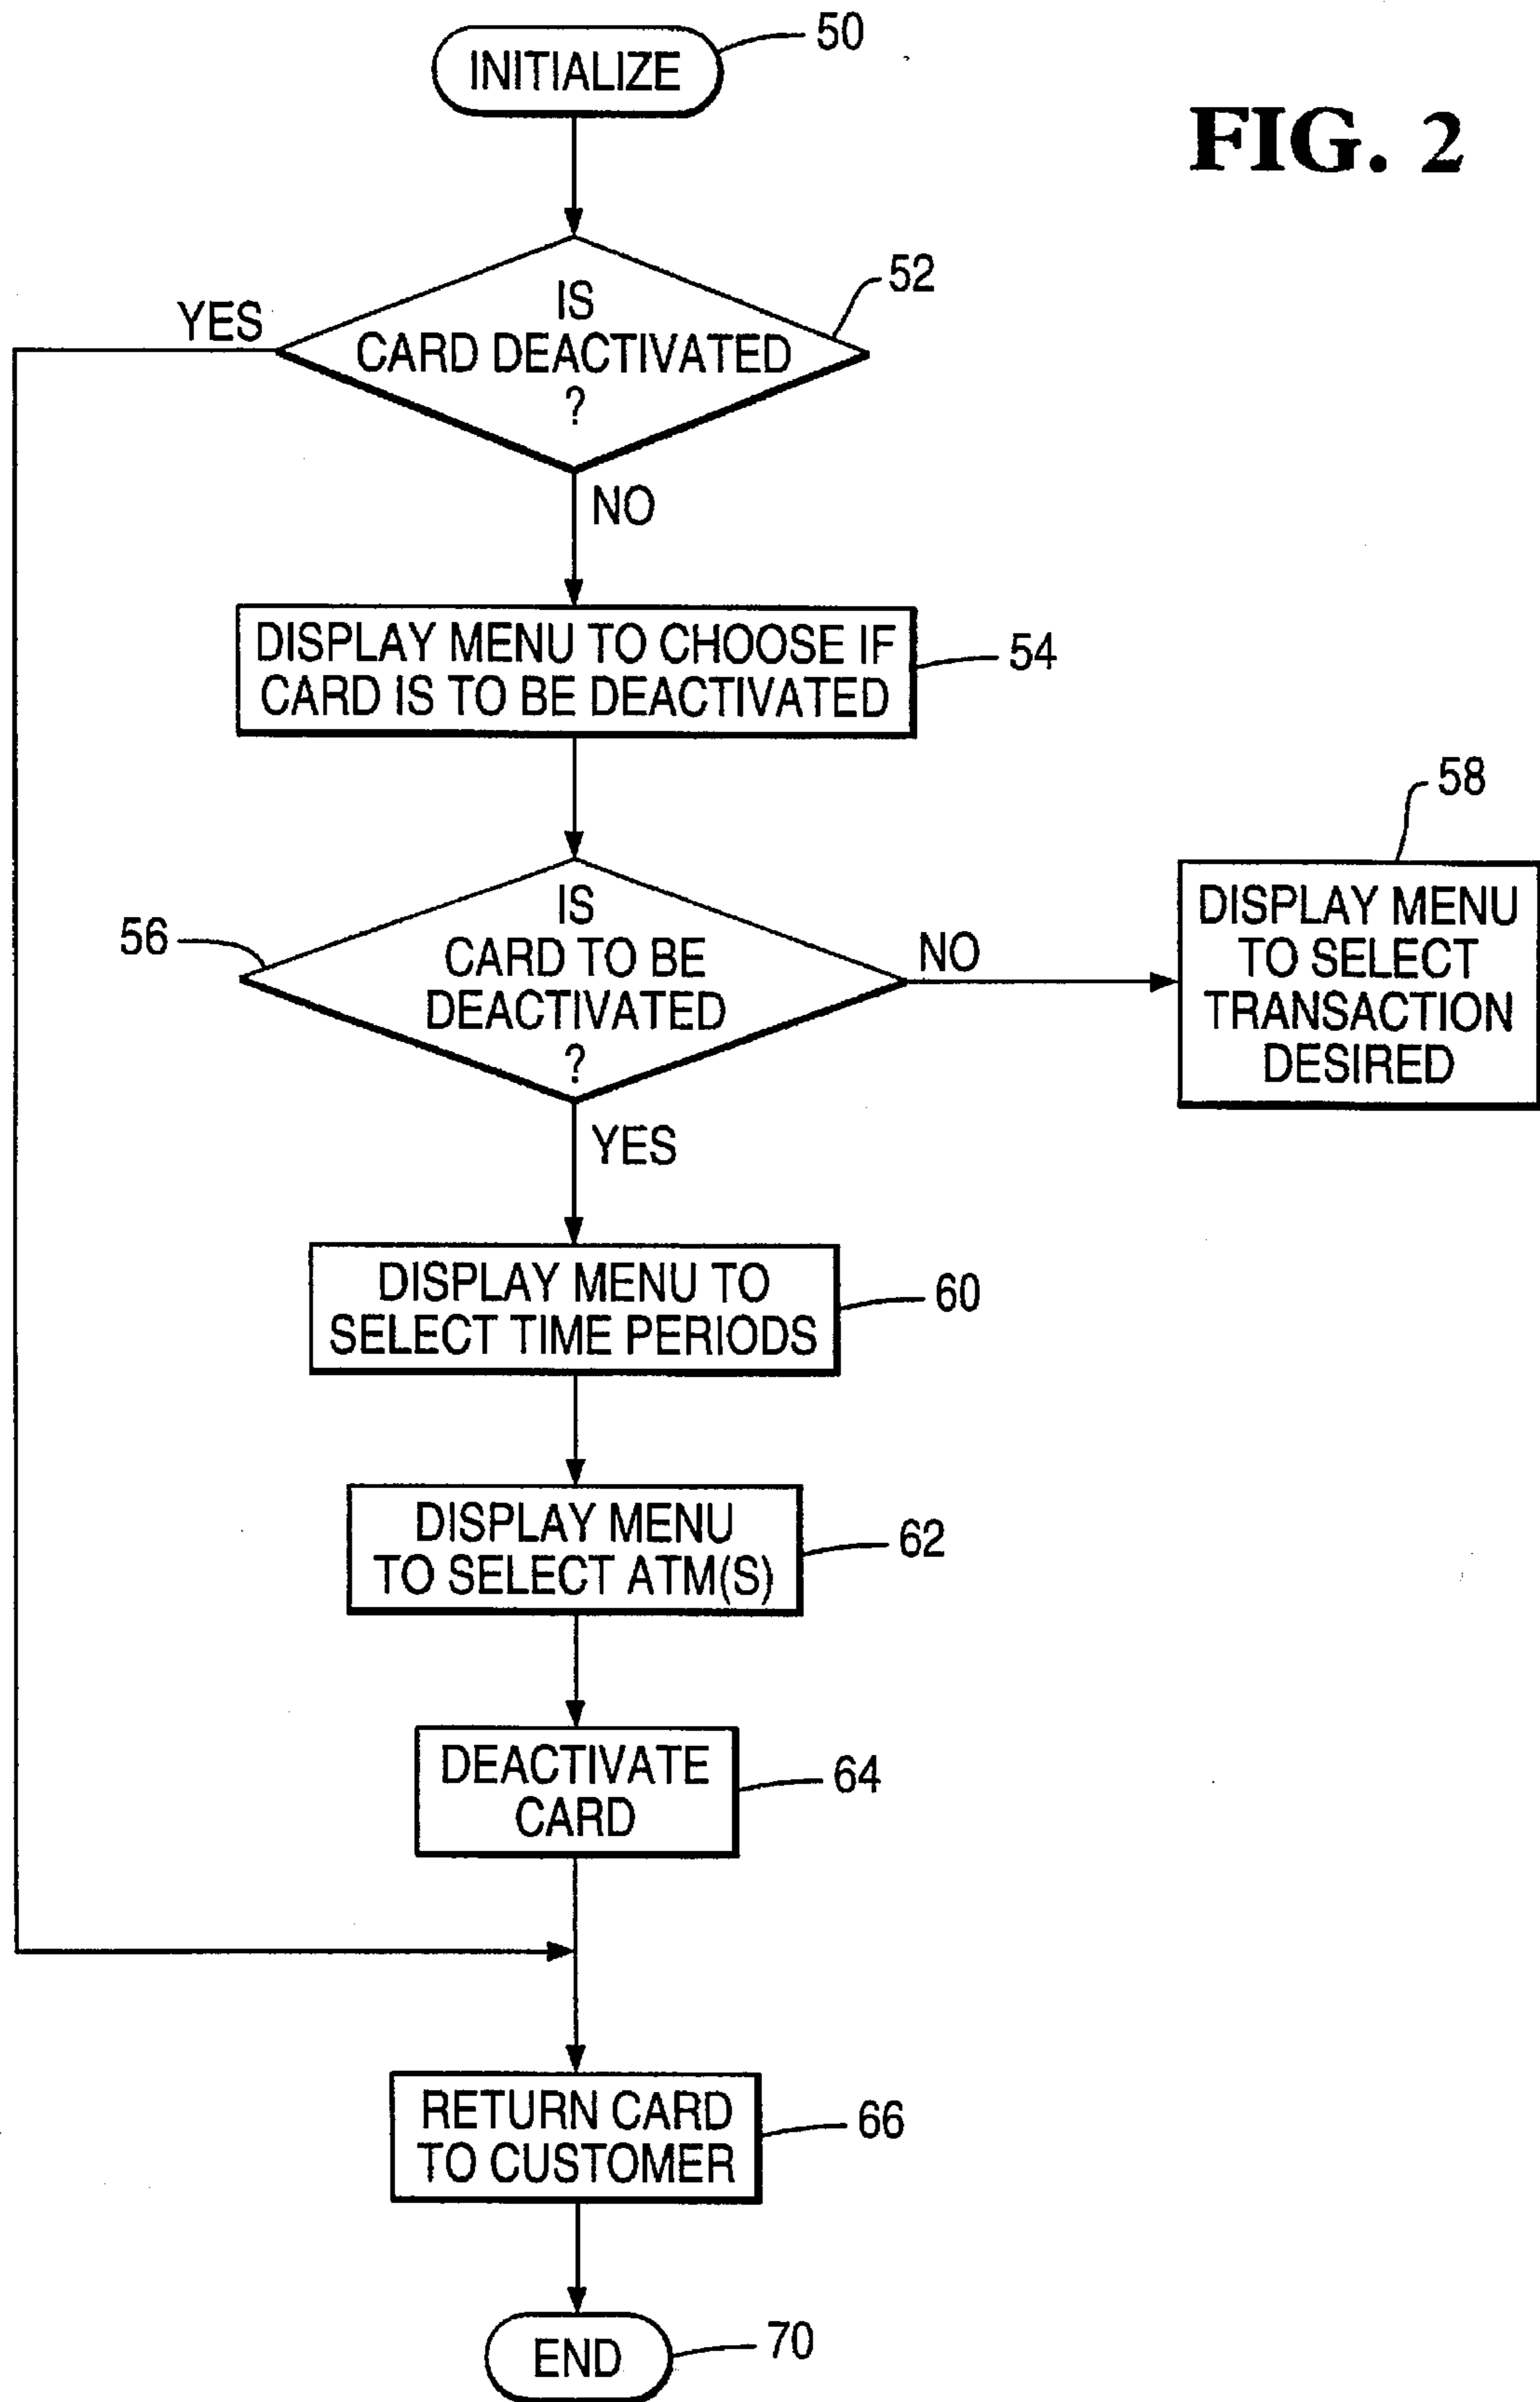 INITIALIZE
50
FIG. 2
IS
CARD DEACTIVATED
?
52
YES
NO
DISPLAY MENU TO CHOOSE IF
CARD IS TO BE DEACTIVATED
54
IS
CARD TO BE
DEACTIVATED
?
56
NO
58
DISPLAY MENU
TO SELECT
TRANSACTION
DESIRED
YES
DISPLAY MENU TO
SELECT TIME PERIODS
60
DISPLAY MENU
TO SELECT ATM(S)
62
DEACTIVATE
CARD
64
RETURN CARD
TO CUSTOMER
66
END
70